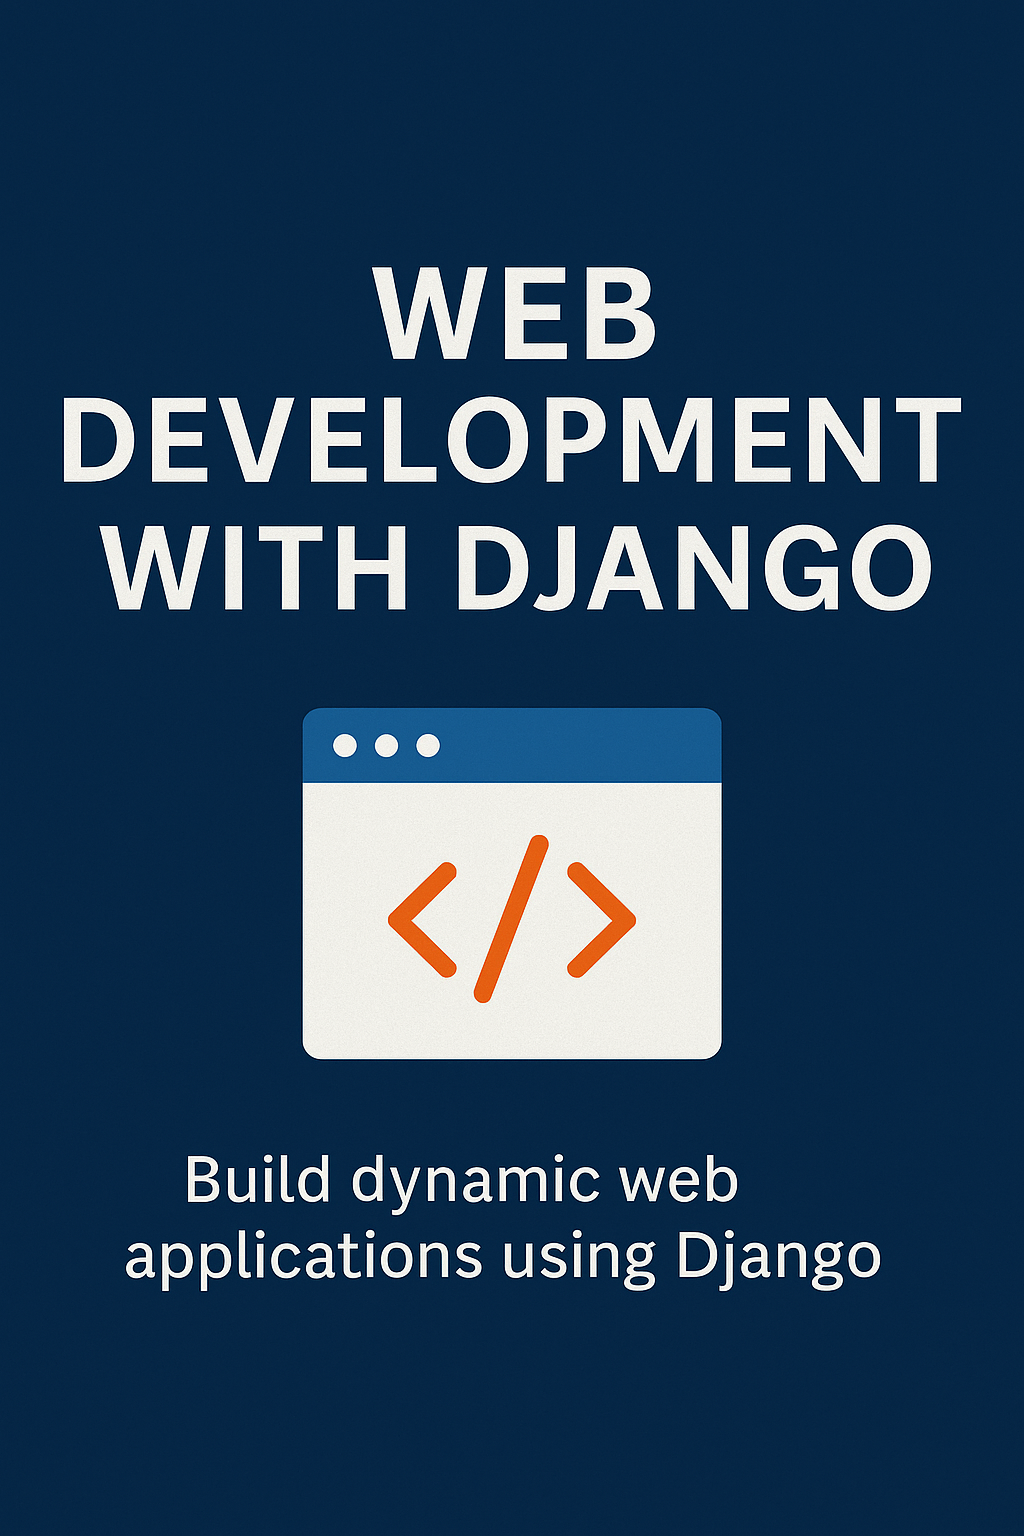 WEB
DEVELOPMENT
WITH DJANGO
</>
Build dynamic web
applications using Django